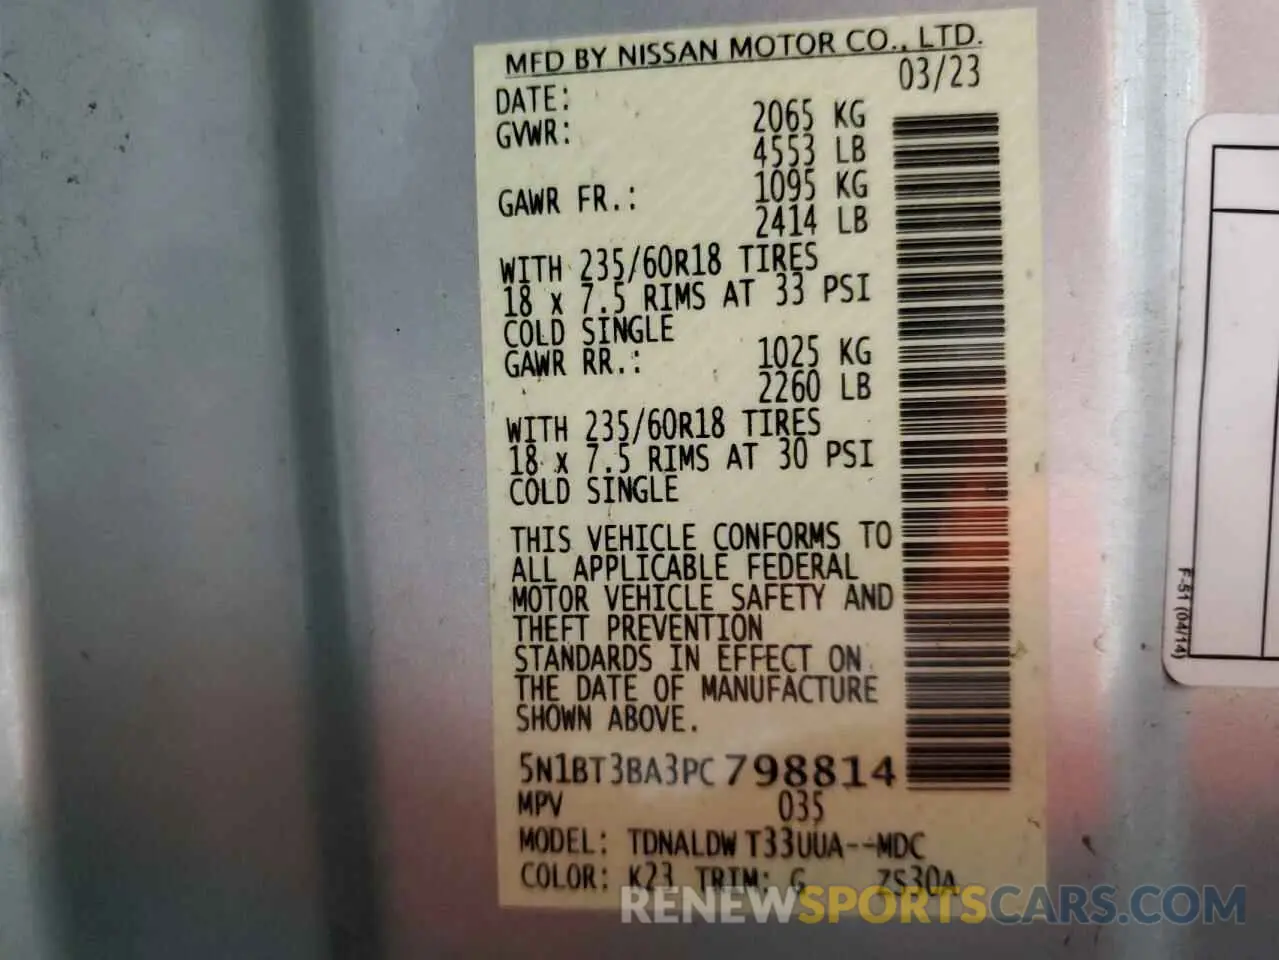 MFD BY NISSAN MOTOR CO., LTD.
DATE: 03/23
GVWR: 2065 KG
4553 LB
GAWR FR.: 1095 KG
2414 LB
WITH 235/60R18 TIRES
18 x 7.5 RIMS AT 33 PSI
COLD SINGLE
GAWR RR.: 1025 KG
2260 LB
WITH 235/60R18 TIRES
18 x 7.5 RIMS AT 30 PSI
COLD SINGLE
THIS VEHICLE CONFORMS TO
ALL APPLICABLE FEDERAL
MOTOR VEHICLE SAFETY AND
THEFT PREVENTION
STANDARDS IN EFFECT ON
THE DATE OF MANUFACTURE
SHOWN ABOVE.
5N1BT3BA3PC798814
MPV 035
MODEL: TDNALDW T33UUA--MDC
COLOR: K23 TRIM: G ZS30A
F-51 (04/14)
RENEWSPORTSCARS.COM